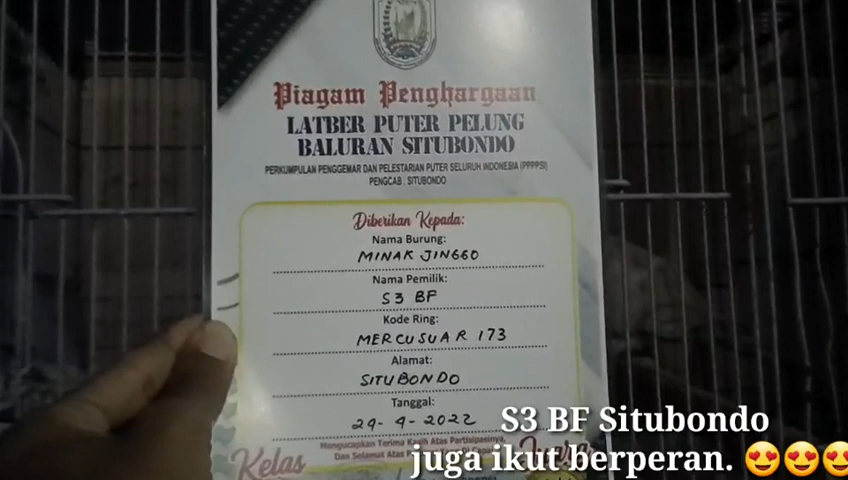 Piagam Penghargaan
LATBER PUTER PELUNG
BALURAN SITUBONDO
PERKUMPULAN PENGGEMAR DAN PELESTARIAN PUTER SELURUH INDONESIA (PPPPSI)
PENGCAB : SITUBONDO
Diberikan Kepada:
Nama Burung:
MINAK JINGGO
Nama Pemilik:
S3 BF
Kode Ring:
MERCUSUAR 173
Alamat:
SITUBONDO
Tanggal:
24-4-2022
Mengucapkan Terima Kasih Atas Partisipasinya,
Dan Selamat Atas
Kelas
S3 BF Situbondo
juga ikut berperan. 😍😍😍